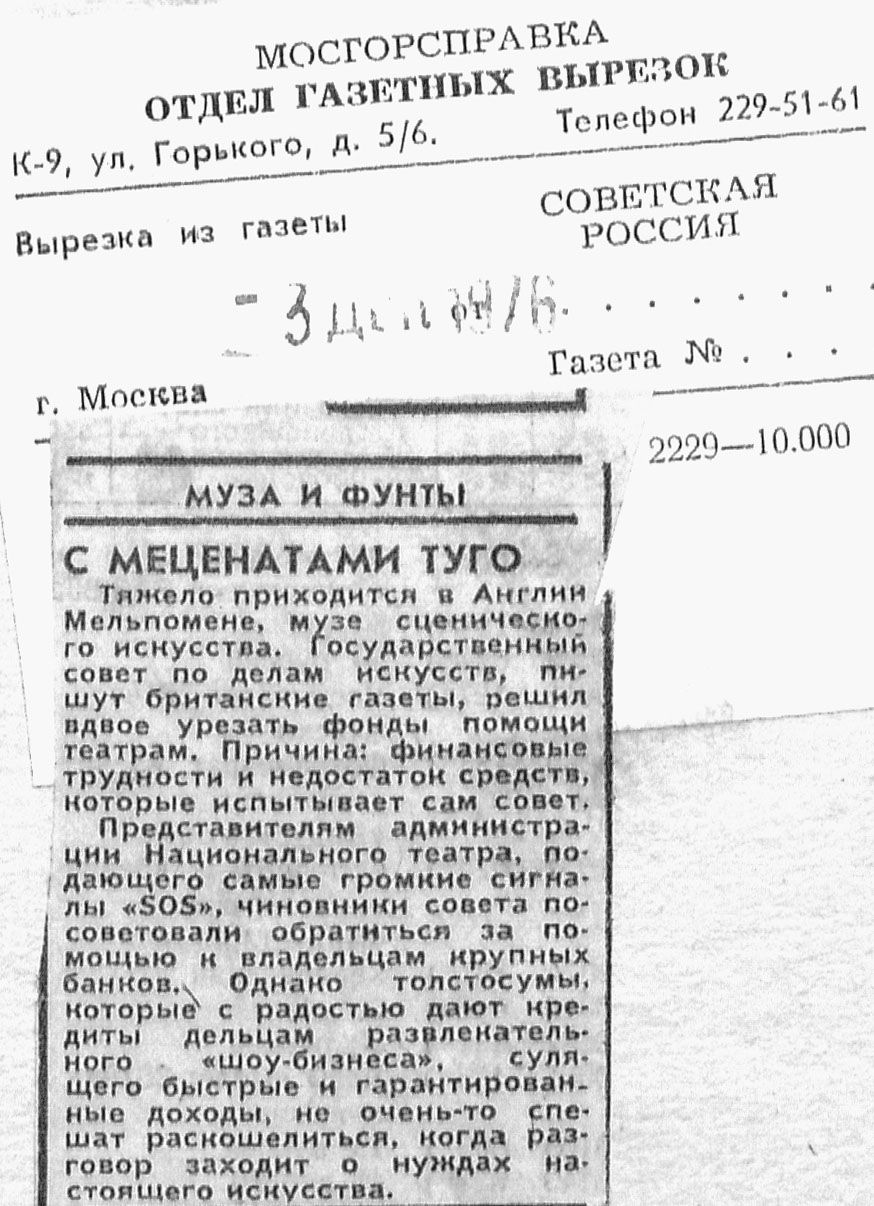 МОСГОРСПРАВКА
ОТДЕЛ ГАЗЕТНЫХ ВЫРЕЗОК
К-9, ул. Горького, д. 5/6. Телефон 229-51-61
Вырезка из газеты
СОВЕТСКАЯ
РОССИЯ
- 3 ДЕК 1976
от . . . . . . . .
г. Москва
Газета № . . .
2229—10.000
МУЗА И ФУНТЫ
С МЕЦЕНАТАМИ ТУГО
Тяжело приходится в Англии
Мельпомене, музе сценическо-
го искусства. Государственный
совет по делам искусств, пи-
шут британские газеты, решил
вдвое урезать фонды помощи
театрам. Причина: финансовые
трудности и недостаток средств,
которые испытывает сам совет.
Представителям администра-
ции Национального театра, по-
дающего самые громкие сигна-
лы «SOS», чиновники совета по-
советовали обратиться за по-
мощью к владельцам крупных
банков. Однако толстосумы,
которые с радостью дают кре-
диты дельцам развлекатель-
ного «шоу-бизнеса», суля-
щего быстрые и гарантирован-
ные доходы, не очень-то спе-
шат раскошелиться, когда раз-
говор заходит о нуждах на-
стоящего искусства.